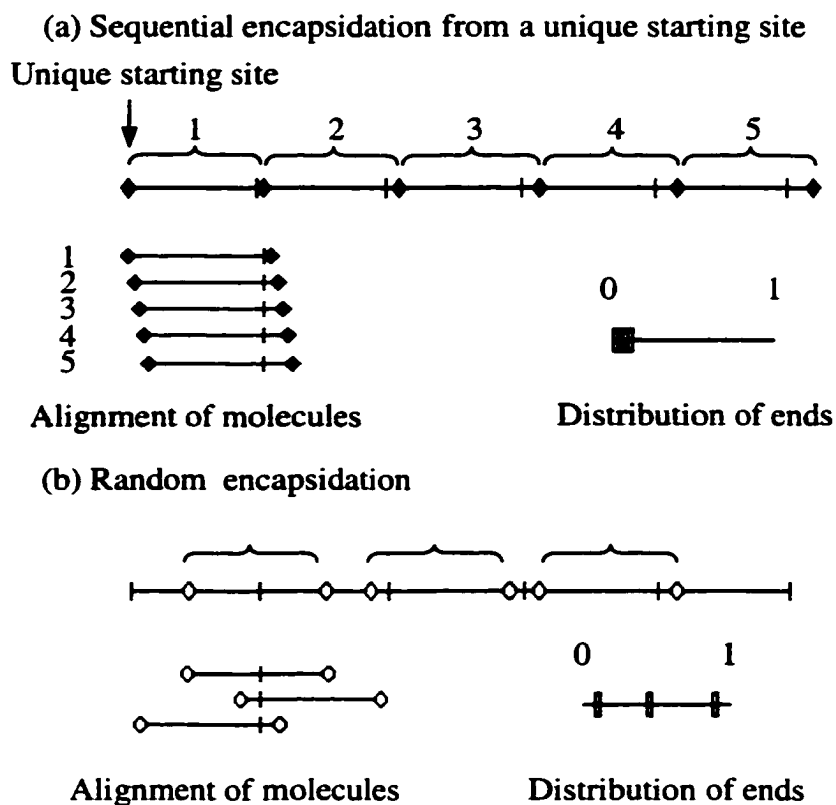 (a) Sequential encapsidation from a unique starting site
Unique starting site
1 2 3 4 5
1
2
3
4
5
0 1
Alignment of molecules Distribution of ends
(b) Random encapsidation
0 1
Alignment of molecules Distribution of ends